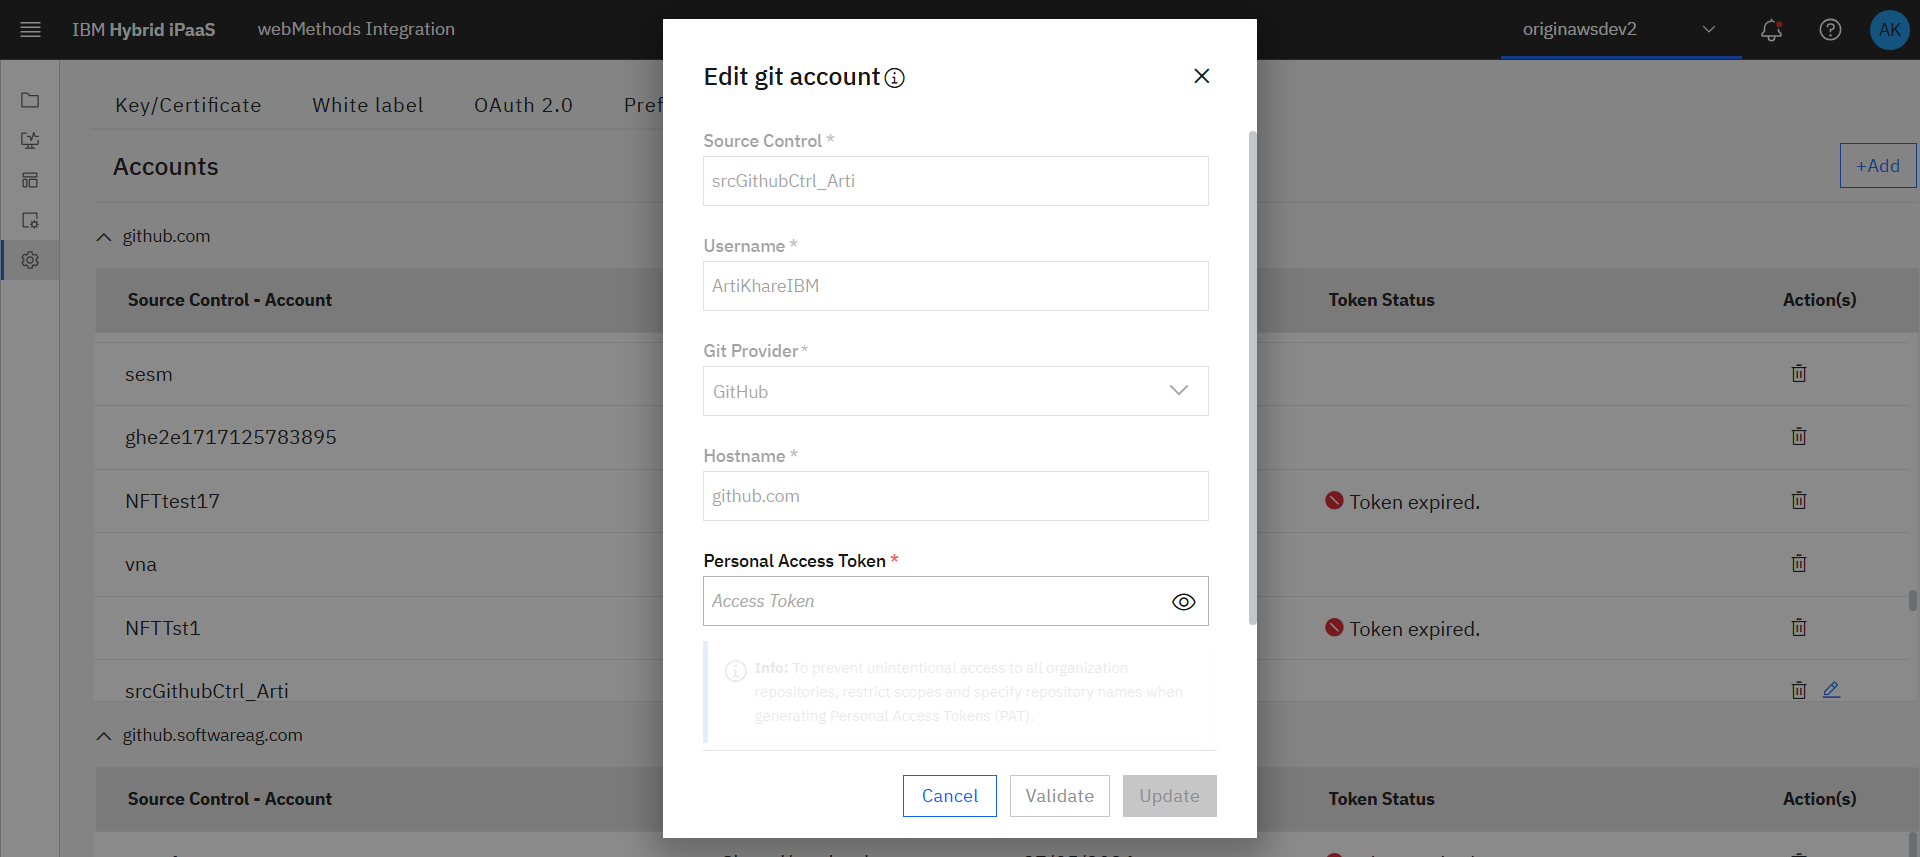 IBM Hybrid iPaaS
webMethods Integration
originawsdev2
AK
Key/Certificate
White label
OAuth 2.0
Pref
Accounts
+Add
github.com
Source Control - Account
Token Status
Action(s)
sesm
ghe2e1717125783895
NFTtest17
Token expired.
vna
NFTTst1
Token expired.
srcGithubCtrl_Arti
github.softwareag.com
Source Control - Account
Token Status
Action(s)
Edit git account
Source Control *
srcGithubCtrl_Arti
Username *
ArtiKhareIBM
Git Provider*
GitHub
Hostname *
github.com
Personal Access Token *
Access Token
Info: To prevent unintentional access to all organization
repositories, restrict scopes and specify repository names when
generating Personal Access Tokens (PAT).
Cancel
Validate
Update